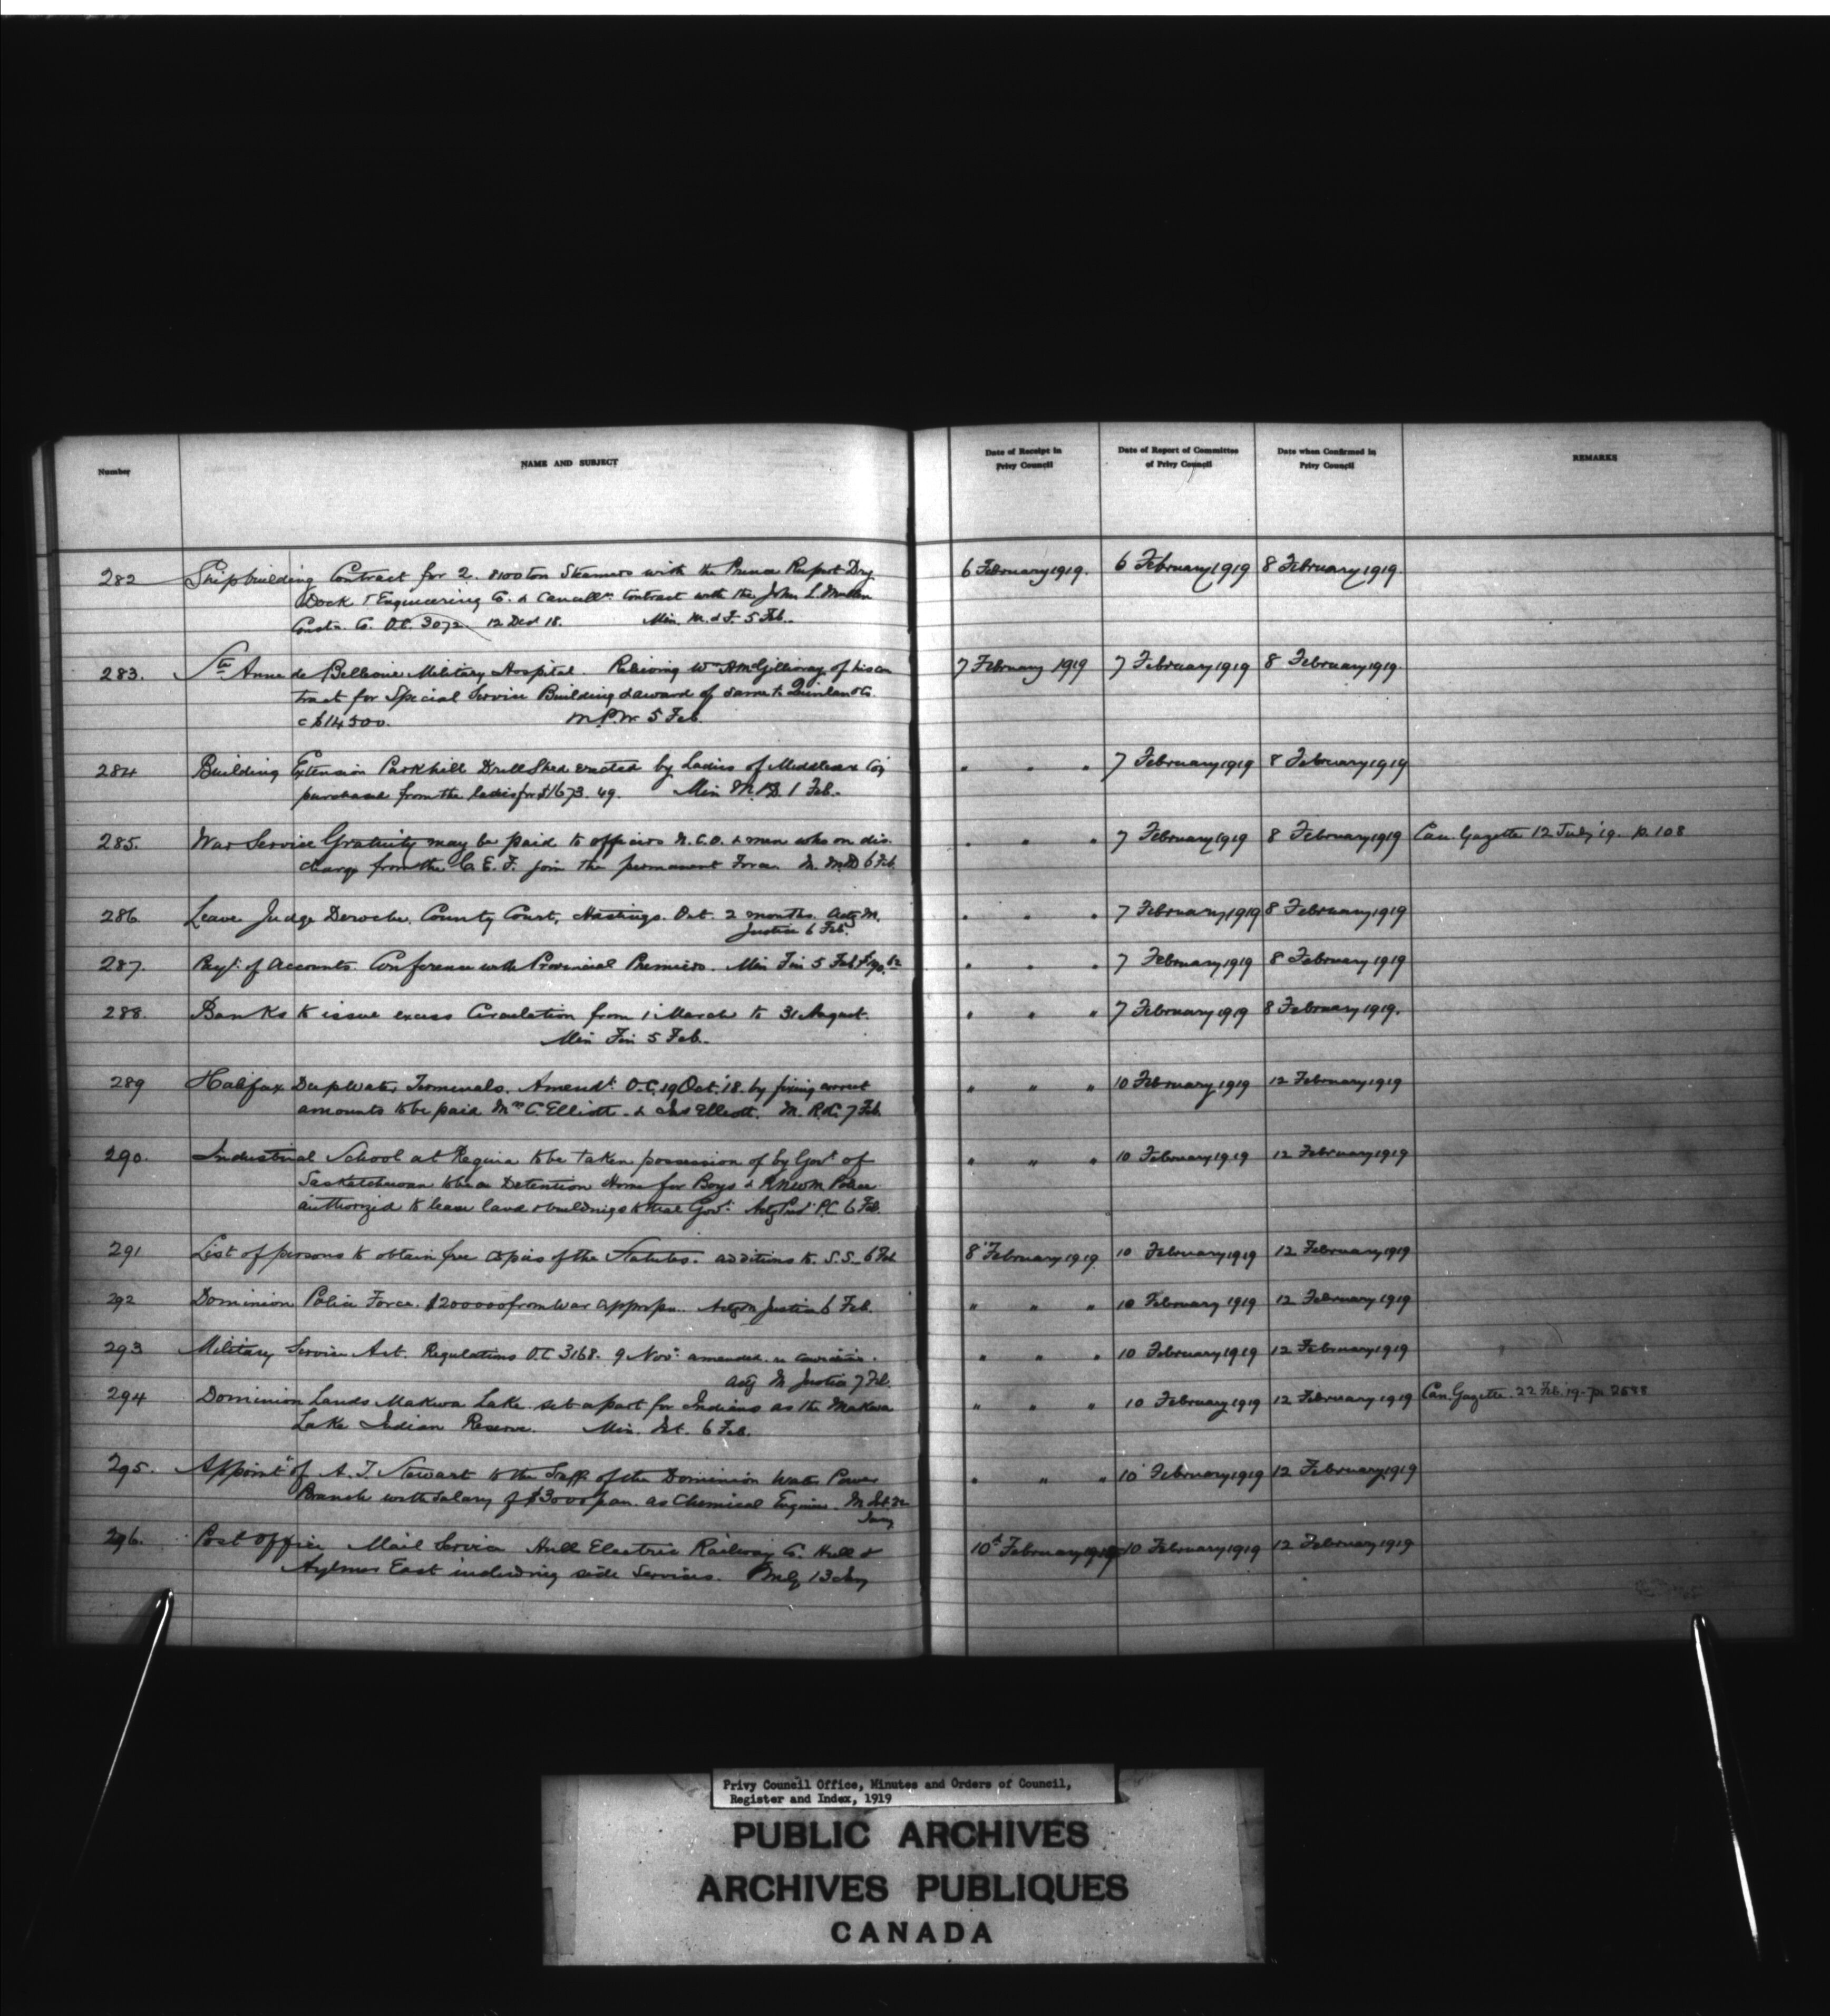 Number
NAME AND SUBJECT
Date of Receipt in
Privy Council
Date of Report of Committee
of Privy Council
Date when Confirmed in
Privy Council
REMARKS
282 Shipbuilding Contract for 2. 8100 ton Steamers with the Prince Rupert Dry 6 February 1919. 6 February 1919 8 February 1919.
Dock & Engineering Co. & Cancelln. Contract with the John L. Mullen
Constn. Co. O.C. 3072. 12 Decr 18. Min. M. & F. 5 Feb.
283. Ste Anne de Bellevue Military Hospital. Relieving Wm McGillivray of his con 7 February 1919 7 February 1919 8 February 1919.
tract for Special Service Building & award of same to Quinlan & Co.
c $14500. M.P.W. 5 Feb.
284 Building Extension Parkhill Drill Shed erected by Ladies of Middlesex Coy " " " 7 February 1919 8 February 1919
purchase from the ladies for $1673.49. Min 1 Feb.
285. War Service Gratuity may be paid to officers N.C.O. & men who on dis. " " " 7 February 1919 8 February 1919 Can. Gazette 12 July '19. p. 108
charge from the C.E.F. join the permanent Force. M. M&D 6 Feb.
286. Leave Judge Deroche, County Court, Hastings. Ont. 2 months. Actg M. " " " 7 February 1919 8 February 1919
Justice 6 Feb.
287. Payt. of Accounts. Conference with Provincial Premiers. Min Fin 5 Feb " " " 7 February 1919 8 February 1919
288. Banks to issue excess Circulation from 1 March to 31 August. " " " 7 February 1919 8 February 1919.
Min Fin 5 Feb.
289 Halifax Deepwater Terminals. Amendt. O.C. 19 Oct. '18. by fixing correct " " " 10 February 1919 12 February 1919
amounts to be paid Mrs C. Elliott. & Jas Elliott. M. R.C. 7 Feb.
290. Industrial School at Regina to be taken possession of by Govt of " " " 10 February 1919 12 February 1919
Saskatchewan to be a Detention Home for Boys & RNWM Police
authorized to lease land & buildings to that Govt. Actg Pres P.C. 6 Feb.
291 List of persons to obtain free copies of the Statutes. additions to. S.S. 6 Feb 8 February 1919. 10 February 1919 12 February 1919
292 Dominion Police Force. $200000 from War appropn. Actg M Justice 6 Feb. " " " 10 February 1919 12 February 1919
293 Military Service Act. Regulations O.C. 3168. 9 Novr. amended. " " " 10 February 1919 12 February 1919
Actg M Justice 7 Feb.
294 Dominion Lands Makwa Lake. set apart for Indians as the Makwa " " " 10 February 1919 12 February 1919 Can. Gazette. 22 Feb. '19. p.
Lake Indian Reserve. Min. Int. 6 Feb.
295. Appointt of A. T. Stewart to the Staff of the Dominion Water Power " " " 10 February 1919 12 February 1919
Branch with salary of $3000 p an. as Chemical Engineer. M Int.
Jany
296. Post Office Mail Service Hull Electric Railway Co. Hull & 10 February 1919 10 February 1919 12 February 1919
Aylmer East including side services. PMG 13 Jany
Privy Council Office, Minutes and Orders of Council,
Register and Index, 1919
PUBLIC ARCHIVES
ARCHIVES PUBLIQUES
CANADA